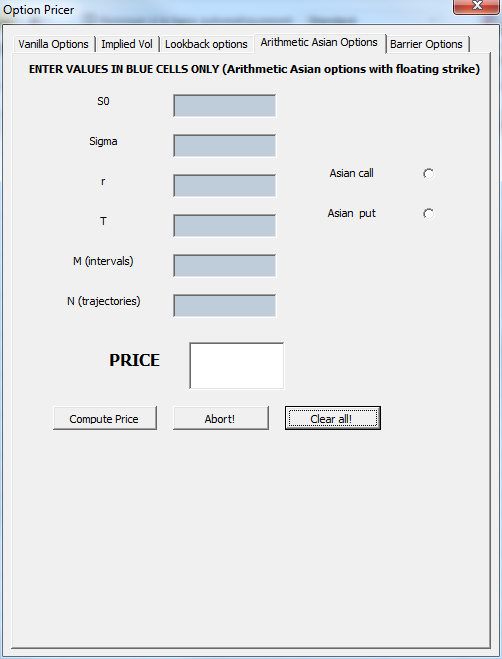 Option Pricer
Vanilla Options Implied Vol Lookback options Arithmetic Asian Options Barrier Options
ENTER VALUES IN BLUE CELLS ONLY (Arithmetic Asian options with floating strike)
S0
Sigma
Asian call
r
Asian put
T
M (intervals)
N (trajectories)
PRICE
Compute Price Abort! Clear all!